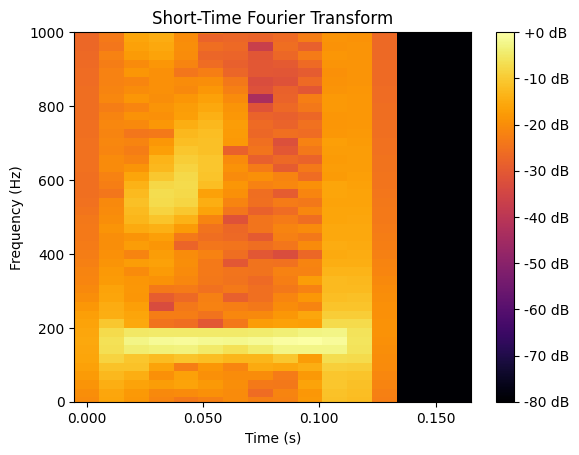 Short-Time Fourier Transform
1000
800
600
400
200
0
Frequency (Hz)
0.000
0.050
0.100
0.150
Time (s)
+0 dB
-10 dB
-20 dB
-30 dB
-40 dB
-50 dB
-60 dB
-70 dB
-80 dB